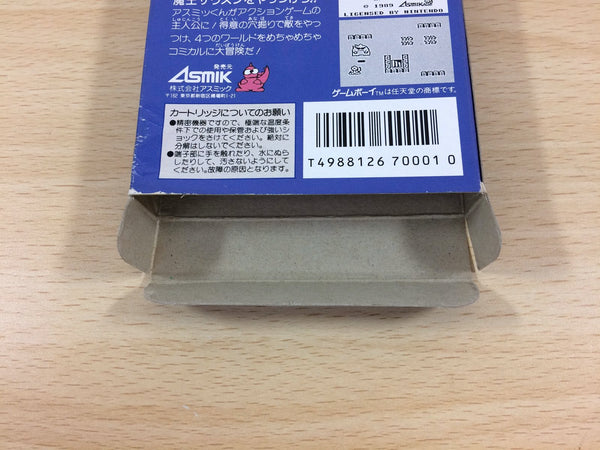 魔王サウスンをやっつけろ!!
アスミッくんがアクションゲームの
主人公に!得意の穴掘りで敵をやっ
つけ、4つのワールドをめちゃめちゃ
コミカルに大冒険だ!
発売元
Asmik
株式会社アスミック
© 1989 Asmik
LICENSED BY NINTENDO
ゲームボーイ™は任天堂の商標です。
カートリッジについてのお願い
●精密機器ですので、極端な温度条
件下での使用や保管および強いシ
ョックをさけてください。絶対に
分解はしないでください。
●端子部に手を触れたり、水にぬら
したりして、汚さないようにして
ください。故障の原因となります。
T4988126 70001 0